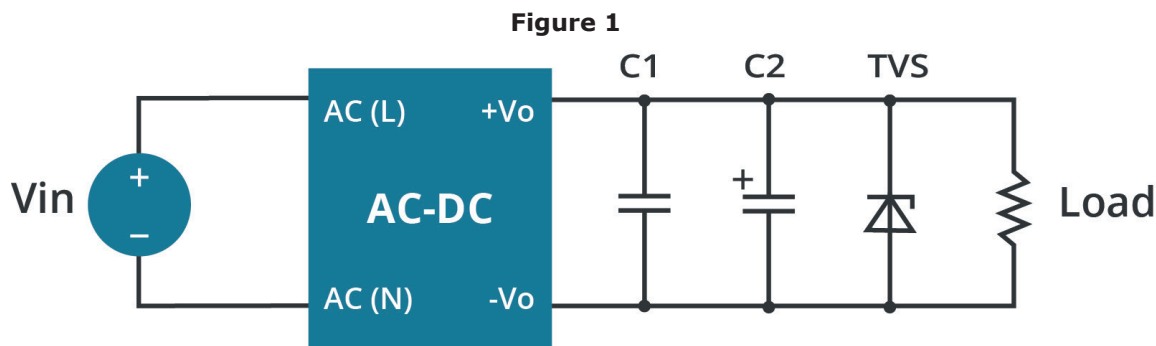 Figure 1
C1 C2 TVS
AC (L) +Vo
+
Vin AC-DC + Load
–
AC (N) -Vo